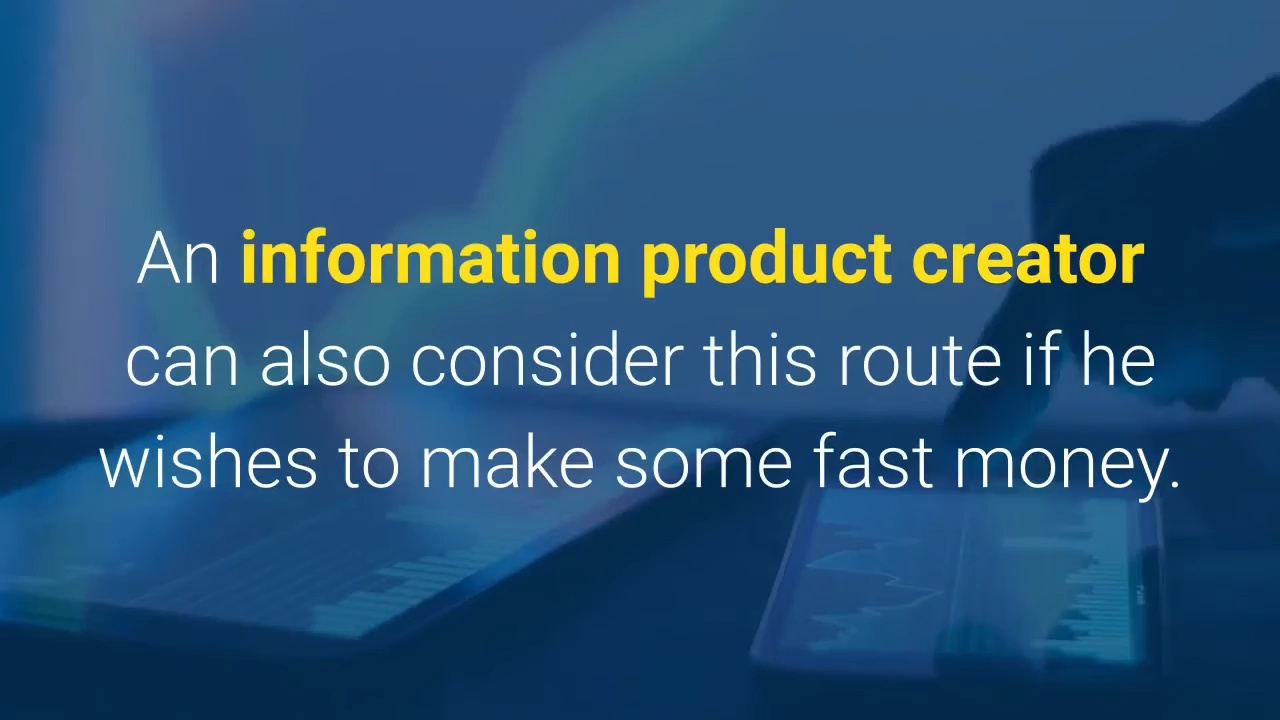 An information product creator
can also consider this route if he
wishes to make some fast money.